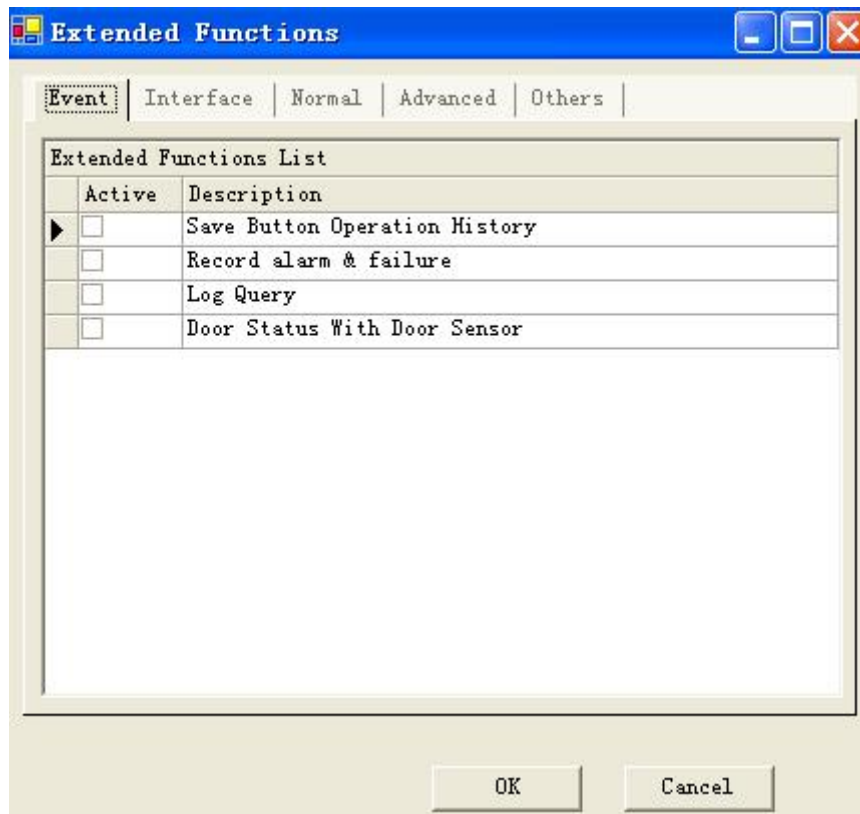 Extended Functions
Event Interface Normal Advanced Others
Extended Functions List
Active Description
Save Button Operation History
Record alarm & failure
Log Query
Door Status With Door Sensor
OK Cancel